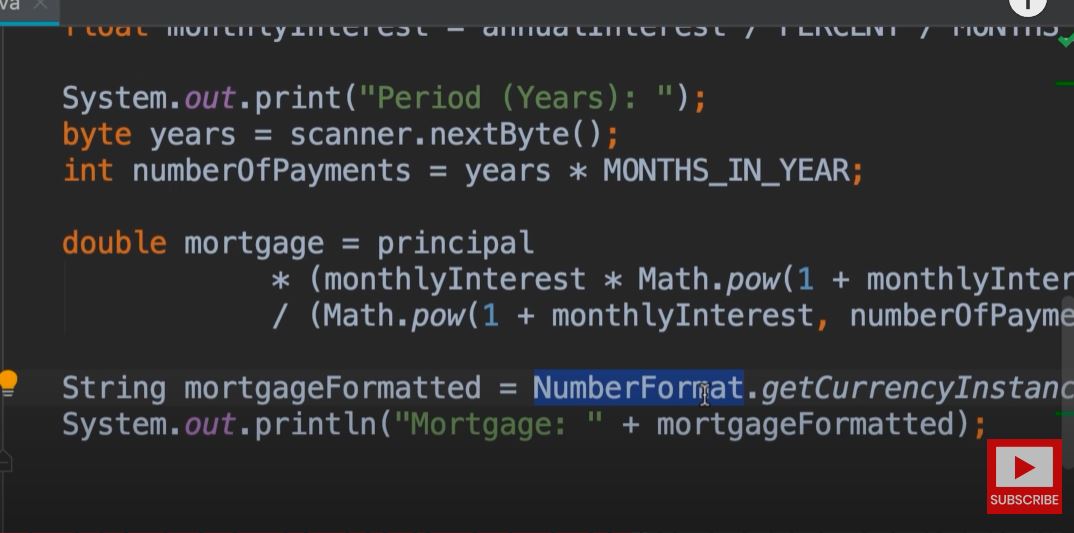 va
float monthlyInterest = annualInterest / PERCENT / MONTHS_
System.out.print("Period (Years): ");
byte years = scanner.nextByte();
int numberOfPayments = years * MONTHS_IN_YEAR;
double mortgage = principal
* (monthlyInterest * Math.pow(1 + monthlyInter
/ (Math.pow(1 + monthlyInterest, numberOfPayme
String mortgageFormatted = NumberFormat.getCurrencyInstanc
System.out.println("Mortgage: " + mortgageFormatted);
SUBSCRIBE